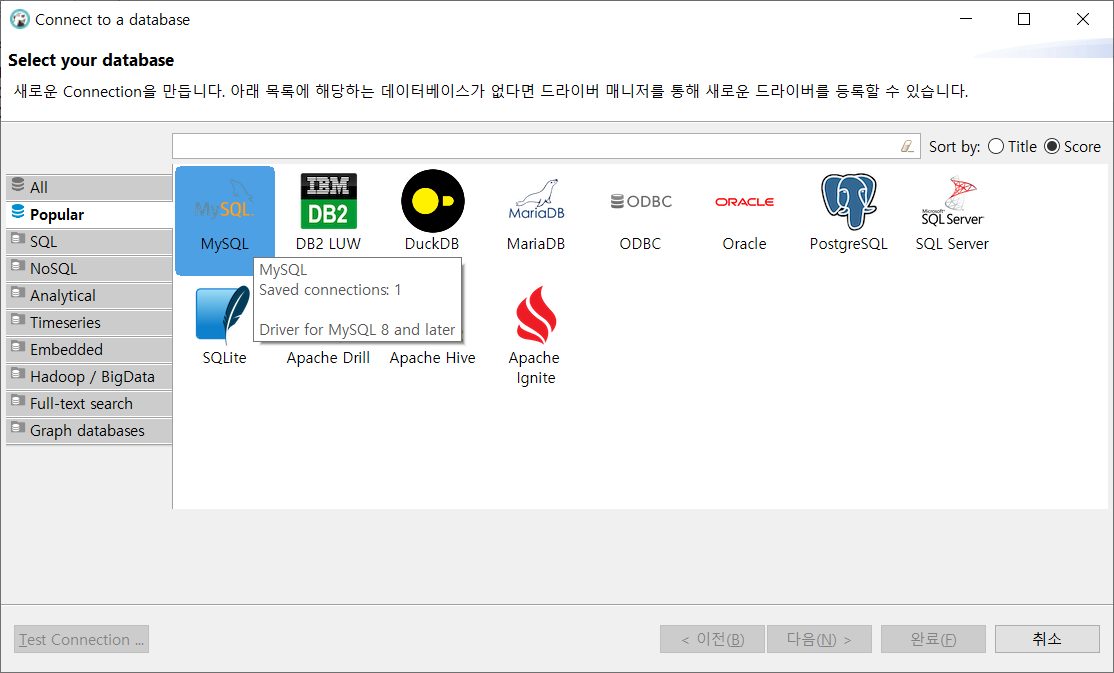 Connect to a database
Select your database
새로운 Connection을 만듭니다. 아래 목록에 해당하는 데이터베이스가 없다면 드라이버 매니저를 통해 새로운 드라이버를 등록할 수 있습니다.
Sort by: Title Score
All
Popular
SQL
NoSQL
Analytical
Timeseries
Embedded
Hadoop / BigData
Full-text search
Graph databases
MySQL
MySQL
IBM
DB2
DB2 LUW
DuckDB
MariaDB
MariaDB
ODBC
ODBC
ORACLE
Oracle
PostgreSQL
Microsoft
SQL Server
SQL Server
MySQL
Saved connections: 1
Driver for MySQL 8 and later
SQLite
Apache Drill
Apache Hive
Apache
Ignite
Test Connection ...
< 이전(B)
다음(N) >
완료(F)
취소